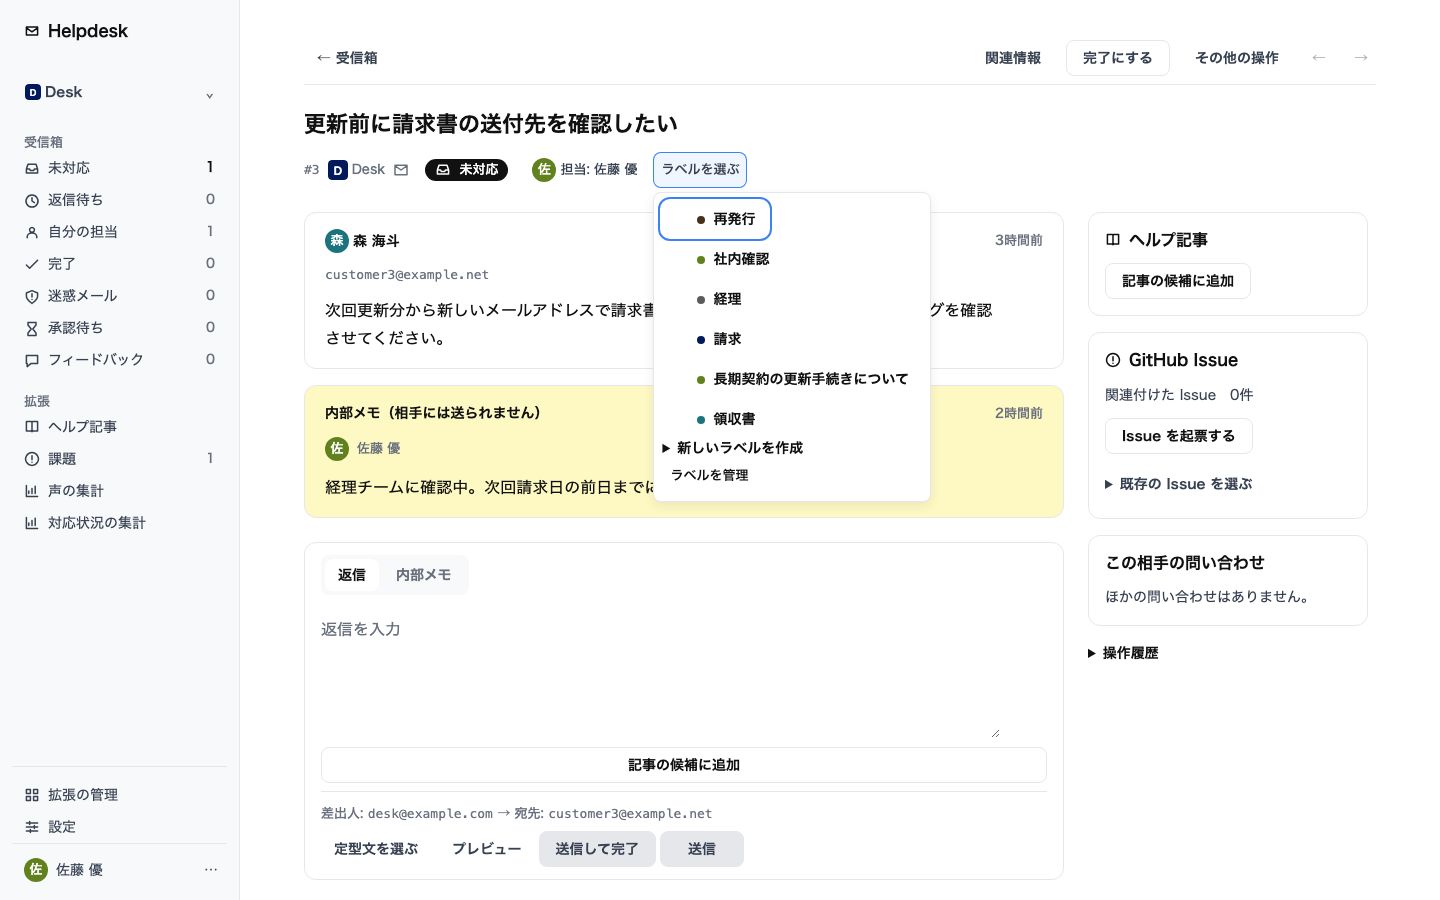 Helpdesk
D Desk
受信箱
未対応 1
返信待ち 0
自分の担当 1
完了 0
迷惑メール 0
承認待ち 0
フィードバック 0
拡張
ヘルプ記事
課題 1
声の集計
対応状況の集計
拡張の管理
設定
佐 佐藤 優 …
← 受信箱 関連情報 完了にする その他の操作 ← →
更新前に請求書の送付先を確認したい
#3 D Desk 未対応 佐 担当: 佐藤 優 ラベルを選ぶ
再発行
社内確認
経理
請求
長期契約の更新手続きについて
領収書
▶ 新しいラベルを作成
ラベルを管理
森 森 海斗 3時間前
customer3@example.net
次回更新分から新しいメールアドレスで請求書 グを確認
させてください。
内部メモ（相手には送られません） 2時間前
佐 佐藤 優
経理チームに確認中。次回請求日の前日までに
返信 内部メモ
返信を入力
記事の候補に追加
差出人: desk@example.com → 宛先: customer3@example.net
定型文を選ぶ プレビュー 送信して完了 送信
ヘルプ記事
記事の候補に追加
GitHub Issue
関連付けた Issue 0件
Issue を起票する
▶ 既存の Issue を選ぶ
この相手の問い合わせ
ほかの問い合わせはありません。
▶ 操作履歴